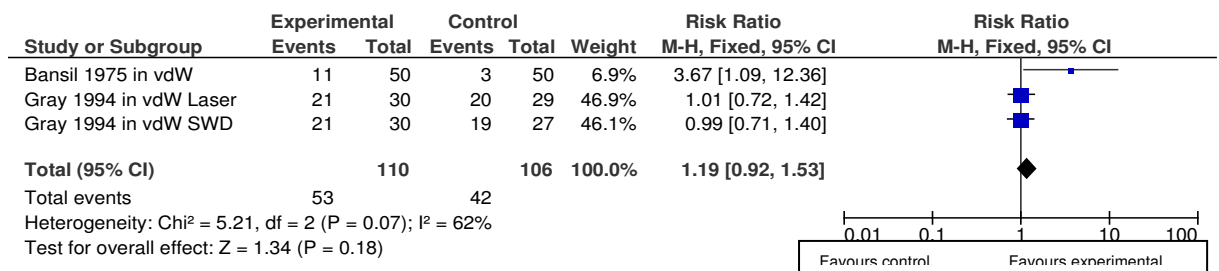 Experimental Control Risk Ratio Risk Ratio
Study or Subgroup Events Total Events Total Weight M-H, Fixed, 95% CI M-H, Fixed, 95% CI
Bansil 1975 in vdW 11 50 3 50 6.9% 3.67 [1.09, 12.36]
Gray 1994 in vdW Laser 21 30 20 29 46.9% 1.01 [0.72, 1.42]
Gray 1994 in vdW SWD 21 30 19 27 46.1% 0.99 [0.71, 1.40]
Total (95% CI) 110 106 100.0% 1.19 [0.92, 1.53]
Total events 53 42
Heterogeneity: Chi² = 5.21, df = 2 (P = 0.07); I² = 62%
Test for overall effect: Z = 1.34 (P = 0.18)
0.01 0.1 1 10 100
Favours control Favours experimental